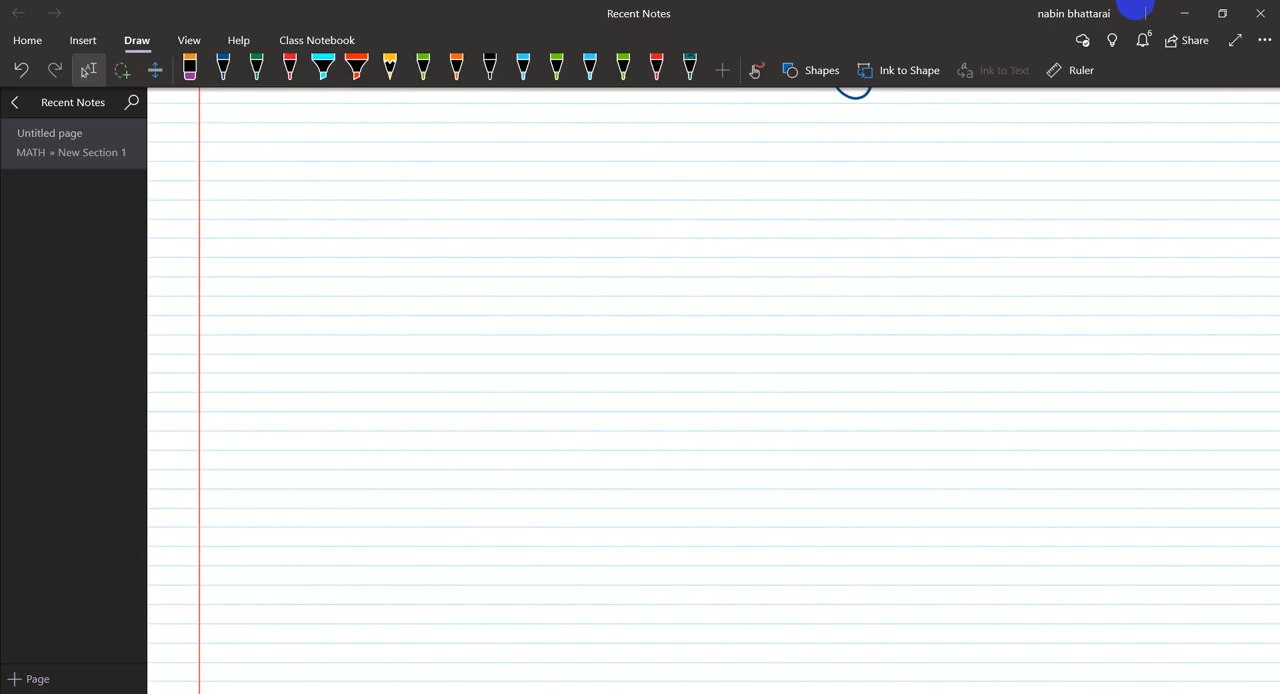 Recent Notes
nabin bhattarai
Home Insert Draw View Help Class Notebook
6
Share
Shapes Ink to Shape Ink to Text Ruler
Recent Notes
Untitled page
MATH » New Section 1
Page